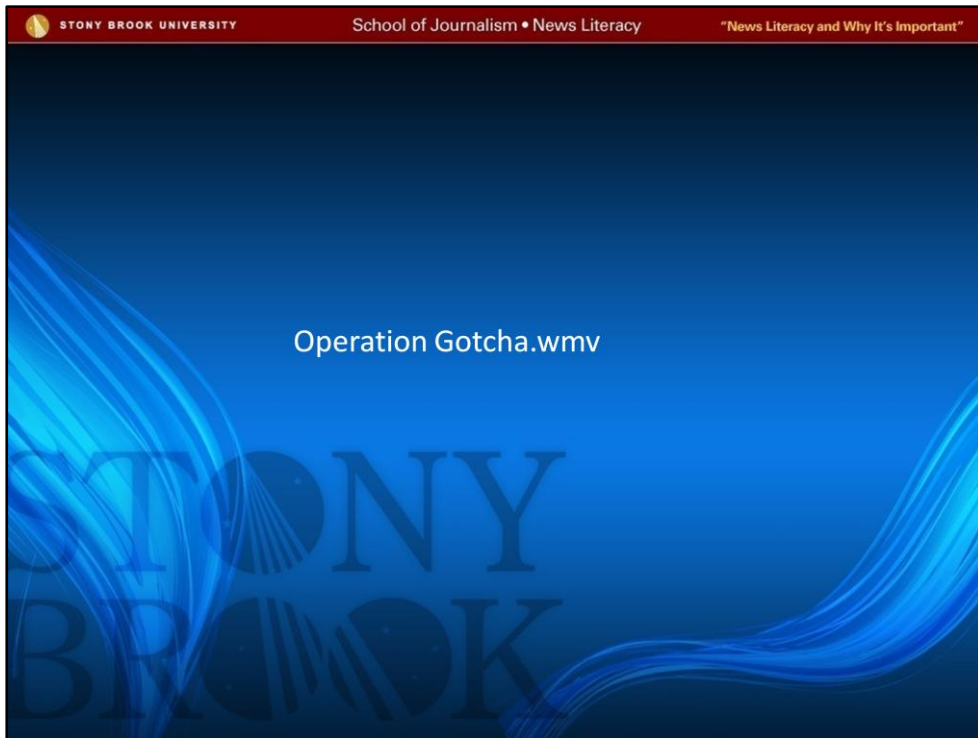 STONY BROOK UNIVERSITY
School of Journalism • News Literacy
"News Literacy and Why It's Important"
Operation Gotcha.wmv
STONY
BROOK